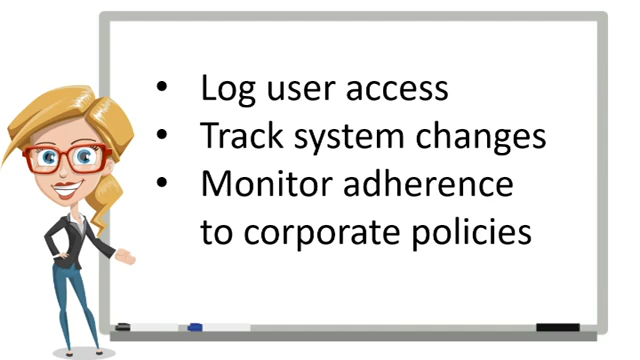 • Log user access
• Track system changes
• Monitor adherence
to corporate policies